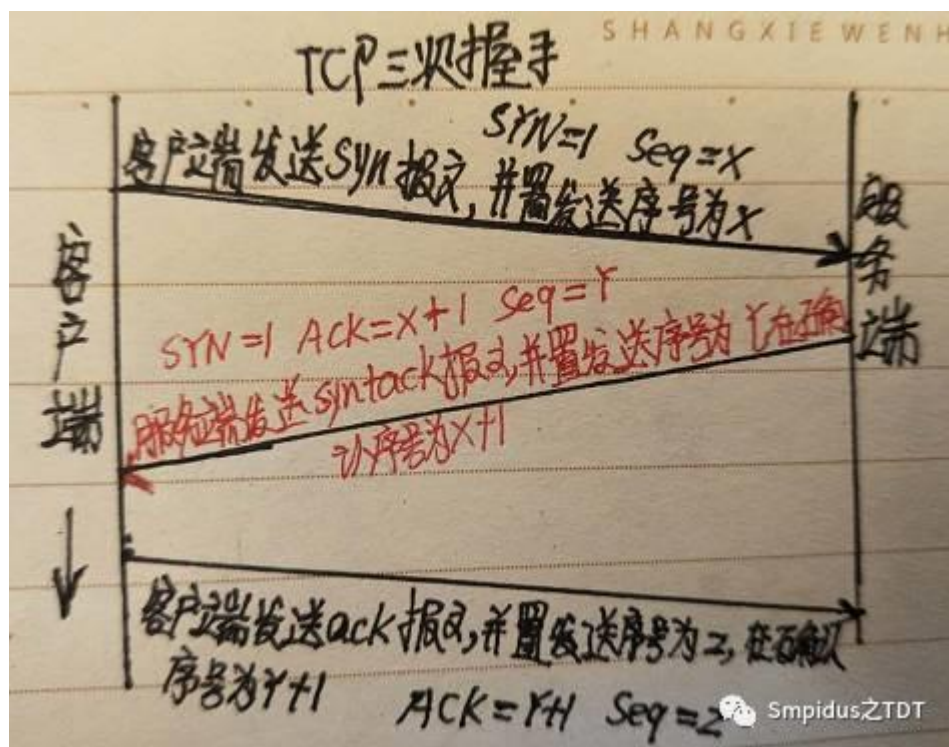 SHANGXIEWENH
TCP三次握手
SYN=1 Seq=X
客户端发送Syn报文,并置发送序号为X
客户端
服务端
SYN=1 ACK=X+1 Seq=Y
服务端发送syn+ack报文,并置发送序号为Y,在确
认序号为X+1
客户端发送ack报文,并置发送序号为Z,在确认
序号为Y+1
ACK=Y+1 Seq=Z
Smpidus之TDT